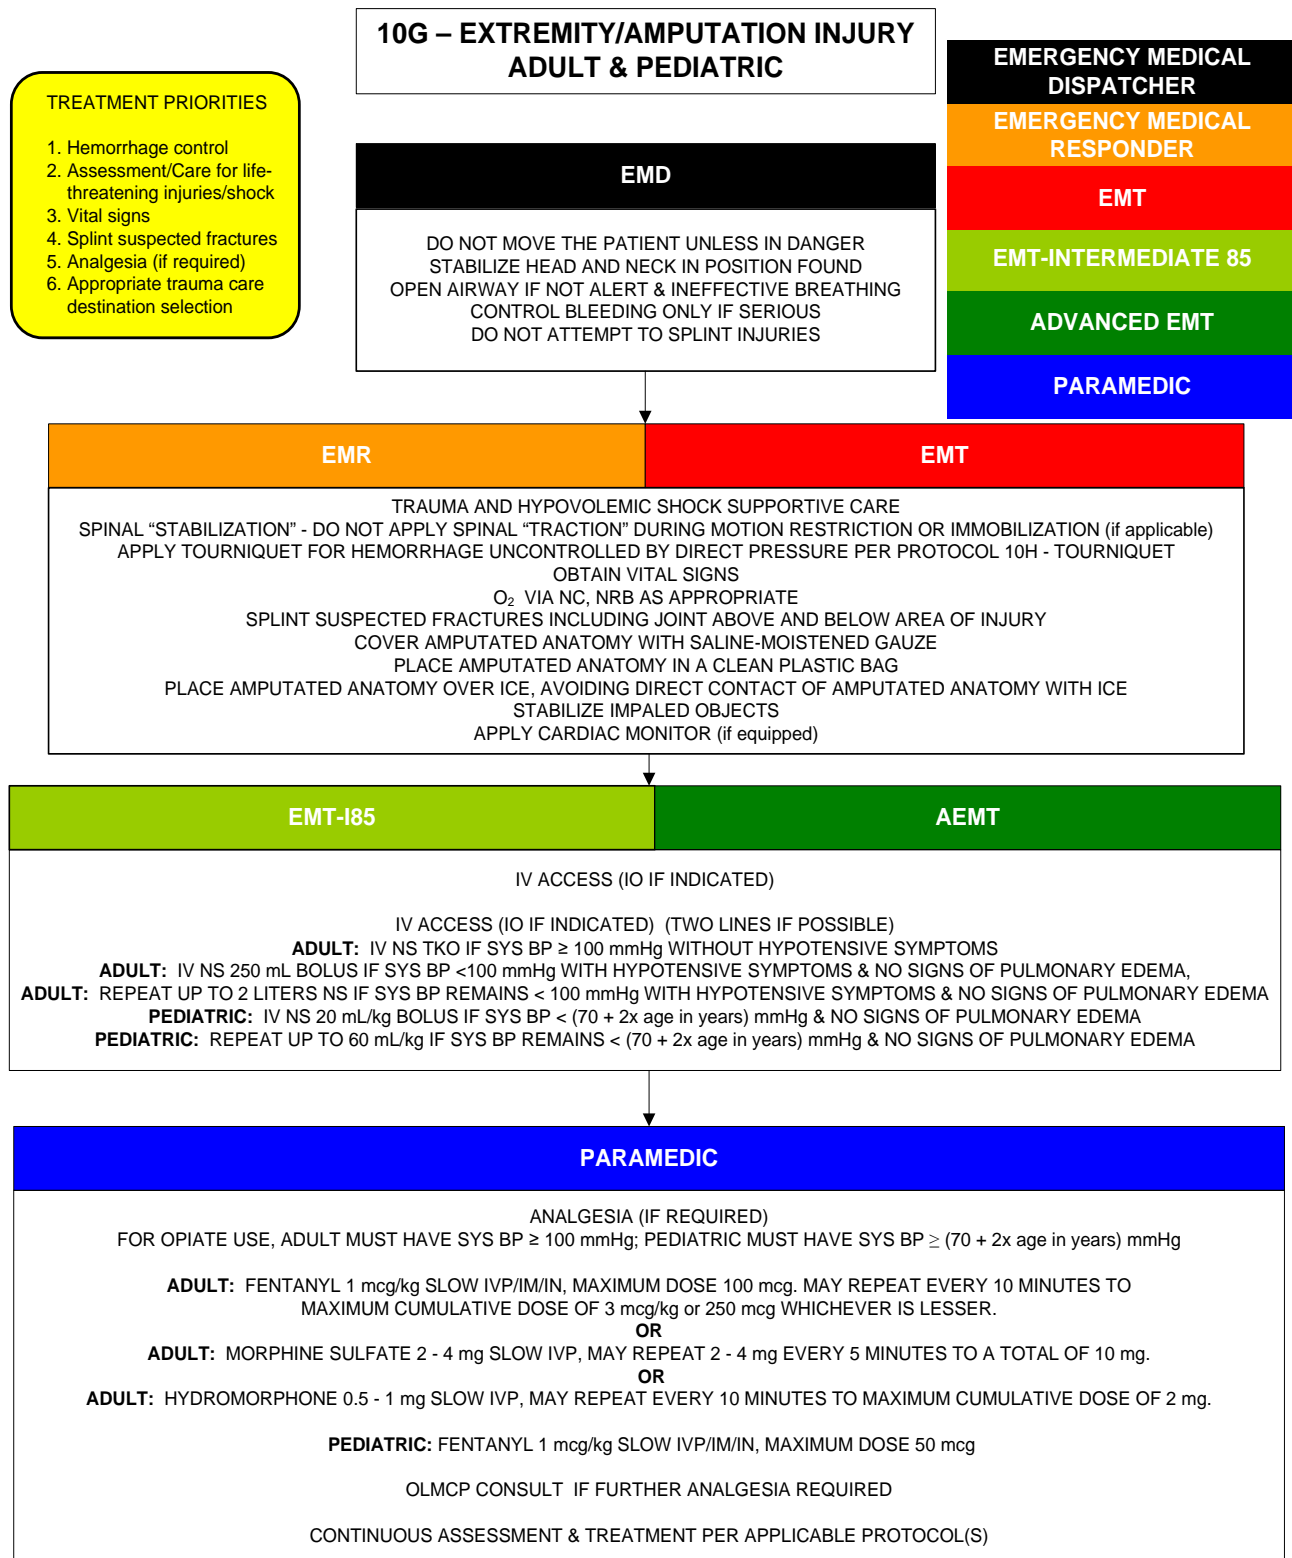 10G – EXTREMITY/AMPUTATION INJURY
ADULT & PEDIATRIC
TREATMENT PRIORITIES
1. Hemorrhage control
2. Assessment/Care for life-
threatening injuries/shock
3. Vital signs
4. Splint suspected fractures
5. Analgesia (if required)
6. Appropriate trauma care
destination selection
EMERGENCY MEDICAL
DISPATCHER
EMERGENCY MEDICAL
RESPONDER
EMT
EMT-INTERMEDIATE 85
ADVANCED EMT
PARAMEDIC
EMD
DO NOT MOVE THE PATIENT UNLESS IN DANGER
STABILIZE HEAD AND NECK IN POSITION FOUND
OPEN AIRWAY IF NOT ALERT & INEFFECTIVE BREATHING
CONTROL BLEEDING ONLY IF SERIOUS
DO NOT ATTEMPT TO SPLINT INJURIES
EMR
EMT
TRAUMA AND HYPOVOLEMIC SHOCK SUPPORTIVE CARE
SPINAL “STABILIZATION” - DO NOT APPLY SPINAL “TRACTION” DURING MOTION RESTRICTION OR IMMOBILIZATION (if applicable)
APPLY TOURNIQUET FOR HEMORRHAGE UNCONTROLLED BY DIRECT PRESSURE PER PROTOCOL 10H - TOURNIQUET
OBTAIN VITAL SIGNS
O₂ VIA NC, NRB AS APPROPRIATE
SPLINT SUSPECTED FRACTURES INCLUDING JOINT ABOVE AND BELOW AREA OF INJURY
COVER AMPUTATED ANATOMY WITH SALINE-MOISTENED GAUZE
PLACE AMPUTATED ANATOMY IN A CLEAN PLASTIC BAG
PLACE AMPUTATED ANATOMY OVER ICE, AVOIDING DIRECT CONTACT OF AMPUTATED ANATOMY WITH ICE
STABILIZE IMPALED OBJECTS
APPLY CARDIAC MONITOR (if equipped)
EMT-I85
AEMT
IV ACCESS (IO IF INDICATED)
IV ACCESS (IO IF INDICATED) (TWO LINES IF POSSIBLE)
ADULT: IV NS TKO IF SYS BP ≥ 100 mmHg WITHOUT HYPOTENSIVE SYMPTOMS
ADULT: IV NS 250 mL BOLUS IF SYS BP <100 mmHg WITH HYPOTENSIVE SYMPTOMS & NO SIGNS OF PULMONARY EDEMA,
ADULT: REPEAT UP TO 2 LITERS NS IF SYS BP REMAINS < 100 mmHg WITH HYPOTENSIVE SYMPTOMS & NO SIGNS OF PULMONARY EDEMA
PEDIATRIC: IV NS 20 mL/kg BOLUS IF SYS BP < (70 + 2x age in years) mmHg & NO SIGNS OF PULMONARY EDEMA
PEDIATRIC: REPEAT UP TO 60 mL/kg IF SYS BP REMAINS < (70 + 2x age in years) mmHg & NO SIGNS OF PULMONARY EDEMA
PARAMEDIC
ANALGESIA (IF REQUIRED)
FOR OPIATE USE, ADULT MUST HAVE SYS BP ≥ 100 mmHg; PEDIATRIC MUST HAVE SYS BP ≥ (70 + 2x age in years) mmHg
ADULT: FENTANYL 1 mcg/kg SLOW IVP/IM/IN, MAXIMUM DOSE 100 mcg. MAY REPEAT EVERY 10 MINUTES TO
MAXIMUM CUMULATIVE DOSE OF 3 mcg/kg or 250 mcg WHICHEVER IS LESSER.
OR
ADULT: MORPHINE SULFATE 2 - 4 mg SLOW IVP, MAY REPEAT 2 - 4 mg EVERY 5 MINUTES TO A TOTAL OF 10 mg.
OR
ADULT: HYDROMORPHONE 0.5 - 1 mg SLOW IVP, MAY REPEAT EVERY 10 MINUTES TO MAXIMUM CUMULATIVE DOSE OF 2 mg.
PEDIATRIC: FENTANYL 1 mcg/kg SLOW IVP/IM/IN, MAXIMUM DOSE 50 mcg
OLMCP CONSULT IF FURTHER ANALGESIA REQUIRED
CONTINUOUS ASSESSMENT & TREATMENT PER APPLICABLE PROTOCOL(S)